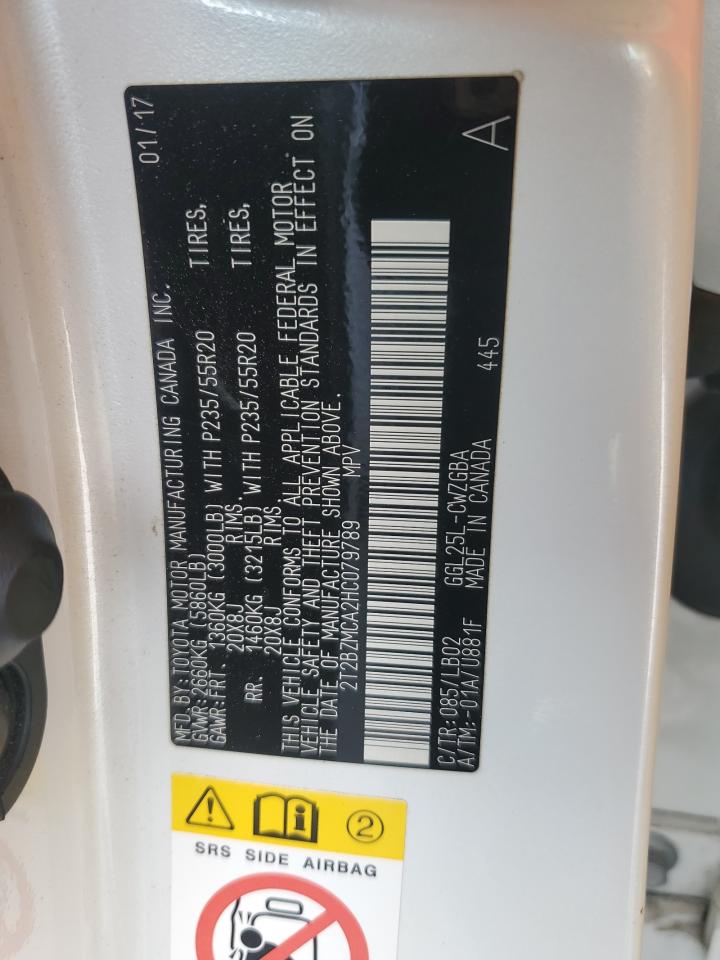 MFD. BY: TOYOTA MOTOR MANUFACTURING CANADA INC. 01/17
GVWR: 2660KG (5860LB)
GAWR: FRT. 1360KG (3000LB) WITH P235/55R20 TIRES,
20X8J RIMS
RR. 1460KG (3215LB) WITH P235/55R20 TIRES,
20X8J RIMS
THIS VEHICLE CONFORMS TO ALL APPLICABLE FEDERAL MOTOR
VEHICLE SAFETY AND THEFT PREVENTION STANDARDS IN EFFECT ON
THE DATE OF MANUFACTURE SHOWN ABOVE.
2T2BZMCA2HC079789 MPV
C/TR: 085/LB02 GGL25L-CWZGBA A
A/TM: -01A/U881F MADE IN CANADA 445
2
SRS SIDE AIRBAG